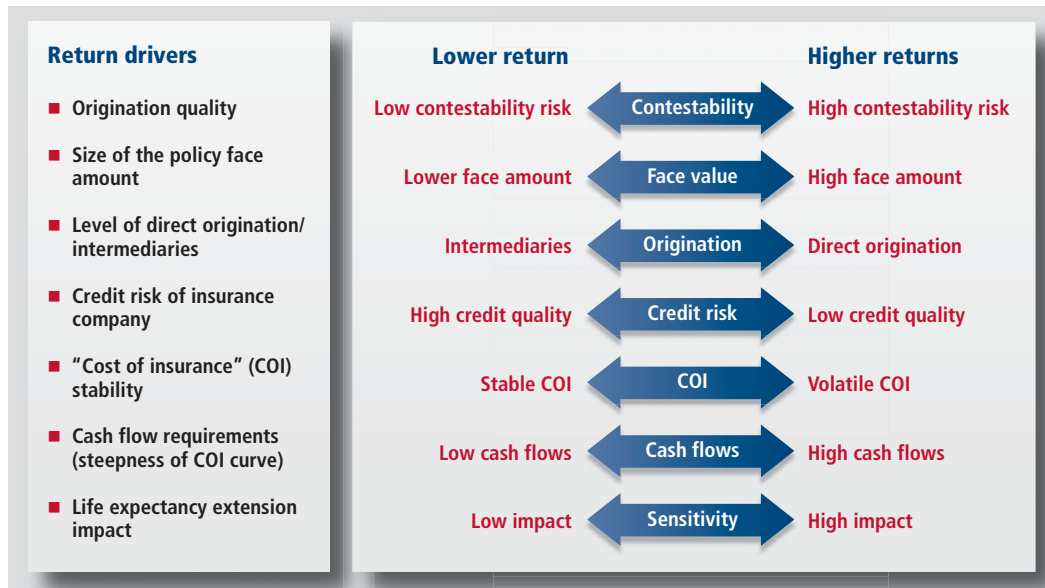 Return drivers
■ Origination quality
■ Size of the policy face
amount
■ Level of direct origination/
intermediaries
■ Credit risk of insurance
company
■ “Cost of insurance” (COI)
stability
■ Cash flow requirements
(steepness of COI curve)
■ Life expectancy extension
impact
Lower return Higher returns
Low contestability risk Contestability High contestability risk
Lower face amount Face value High face amount
Intermediaries Origination Direct origination
High credit quality Credit risk Low credit quality
Stable COI COI Volatile COI
Low cash flows Cash flows High cash flows
Low impact Sensitivity High impact